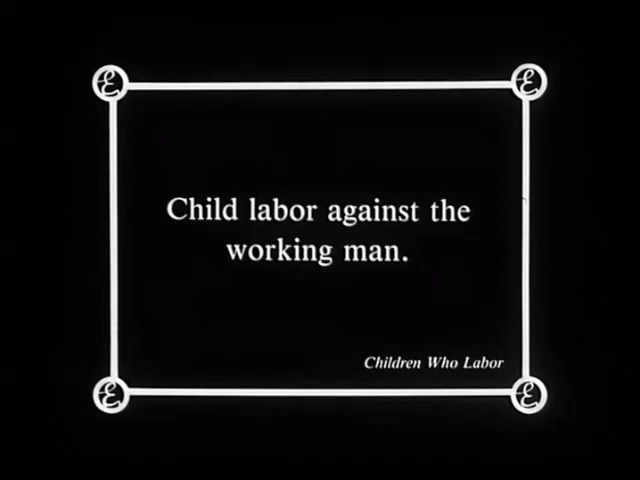 E E
Child labor against the
working man.
Children Who Labor
E E